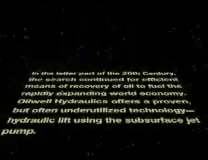 In the latter part of the 20th Century,
the search continued for efficient
means of recovery of oil to fuel the
rapidly expanding world economy.
Oilwell Hydraulics offers a proven,
but often underutilized technology—
hydraulic lift using the subsurface jet
pump.